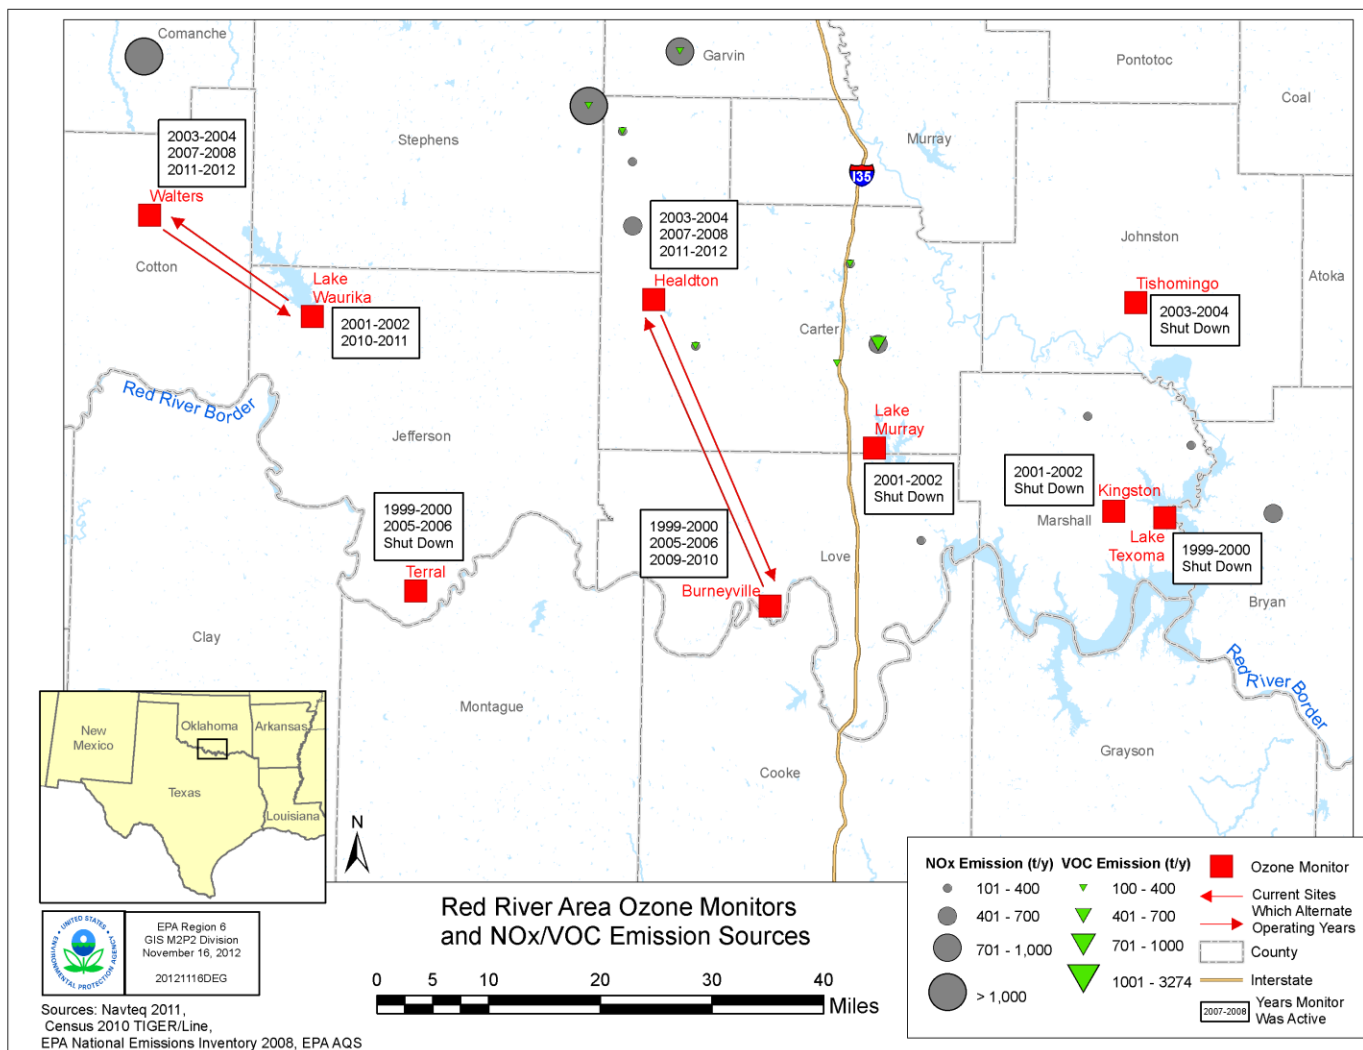 Comanche
Garvin
Pontotoc
Coal
Stephens
Murray
2003-2004
2007-2008
2011-2012
Walters
I35
2003-2004
2007-2008
2011-2012
Johnston
Cotton
Lake
Waurika
Healdton
Tishomingo
Atoka
2001-2002
2010-2011
Carter
2003-2004
Shut Down
Red River Border
Jefferson
Lake
Murray
2001-2002
Shut Down
2001-2002
Shut Down
Kingston
Marshall
Lake
Texoma
1999-2000
2005-2006
Shut Down
Terral
1999-2000
2005-2006
2009-2010
Love
Burneyville
1999-2000
Shut Down
Bryan
Clay
Red River Border
Montague
Cooke
Grayson
New
Mexico
Oklahoma
Arkansas
Texas
Louisiana
N
UNITED STATES
ENVIRONMENTAL PROTECTION AGENCY
EPA Region 6
GIS M2P2 Division
November 16, 2012
20121116DEG
Sources: Navteq 2011,
Census 2010 TIGER/Line,
EPA National Emissions Inventory 2008, EPA AQS
Red River Area Ozone Monitors
and NOx/VOC Emission Sources
0 10 20 30 40
Miles
NOx Emission (t/y)
101 - 400
401 - 700
701 - 1,000
> 1,000
VOC Emission (t/y)
100 - 400
401 - 700
701 - 1000
1001 - 3274
Ozone Monitor
Current Sites
Which Alternate
Operating Years
County
Interstate
2007-2008
Years Monitor
Was Active